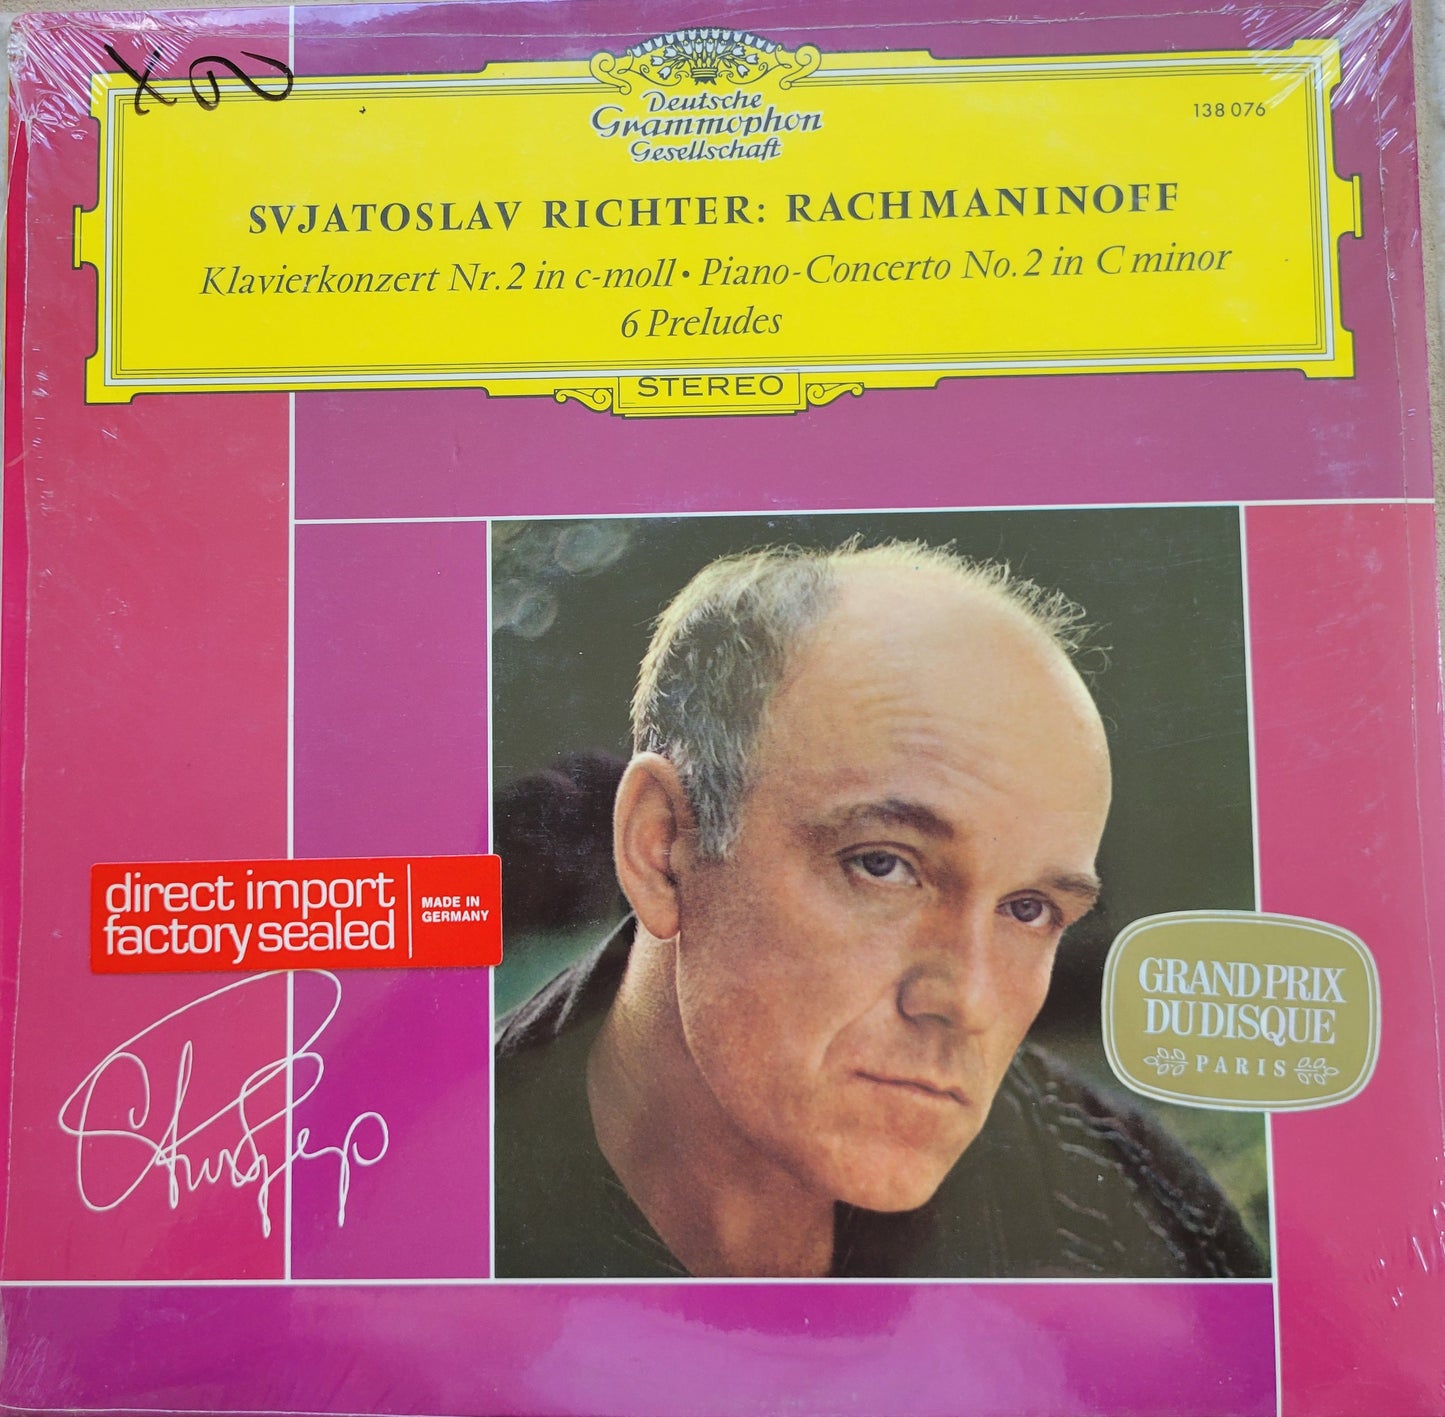 Deutsche
Grammophon
Gesellschaft
138 076
SVJATOSLAV RICHTER: RACHMANINOFF
Klavierkonzert Nr. 2 in c-moll • Piano-Concerto No. 2 in C minor
6 Preludes
STEREO
direct import
factory sealed
MADE IN
GERMANY
GRAND PRIX
DU DISQUE
PARIS